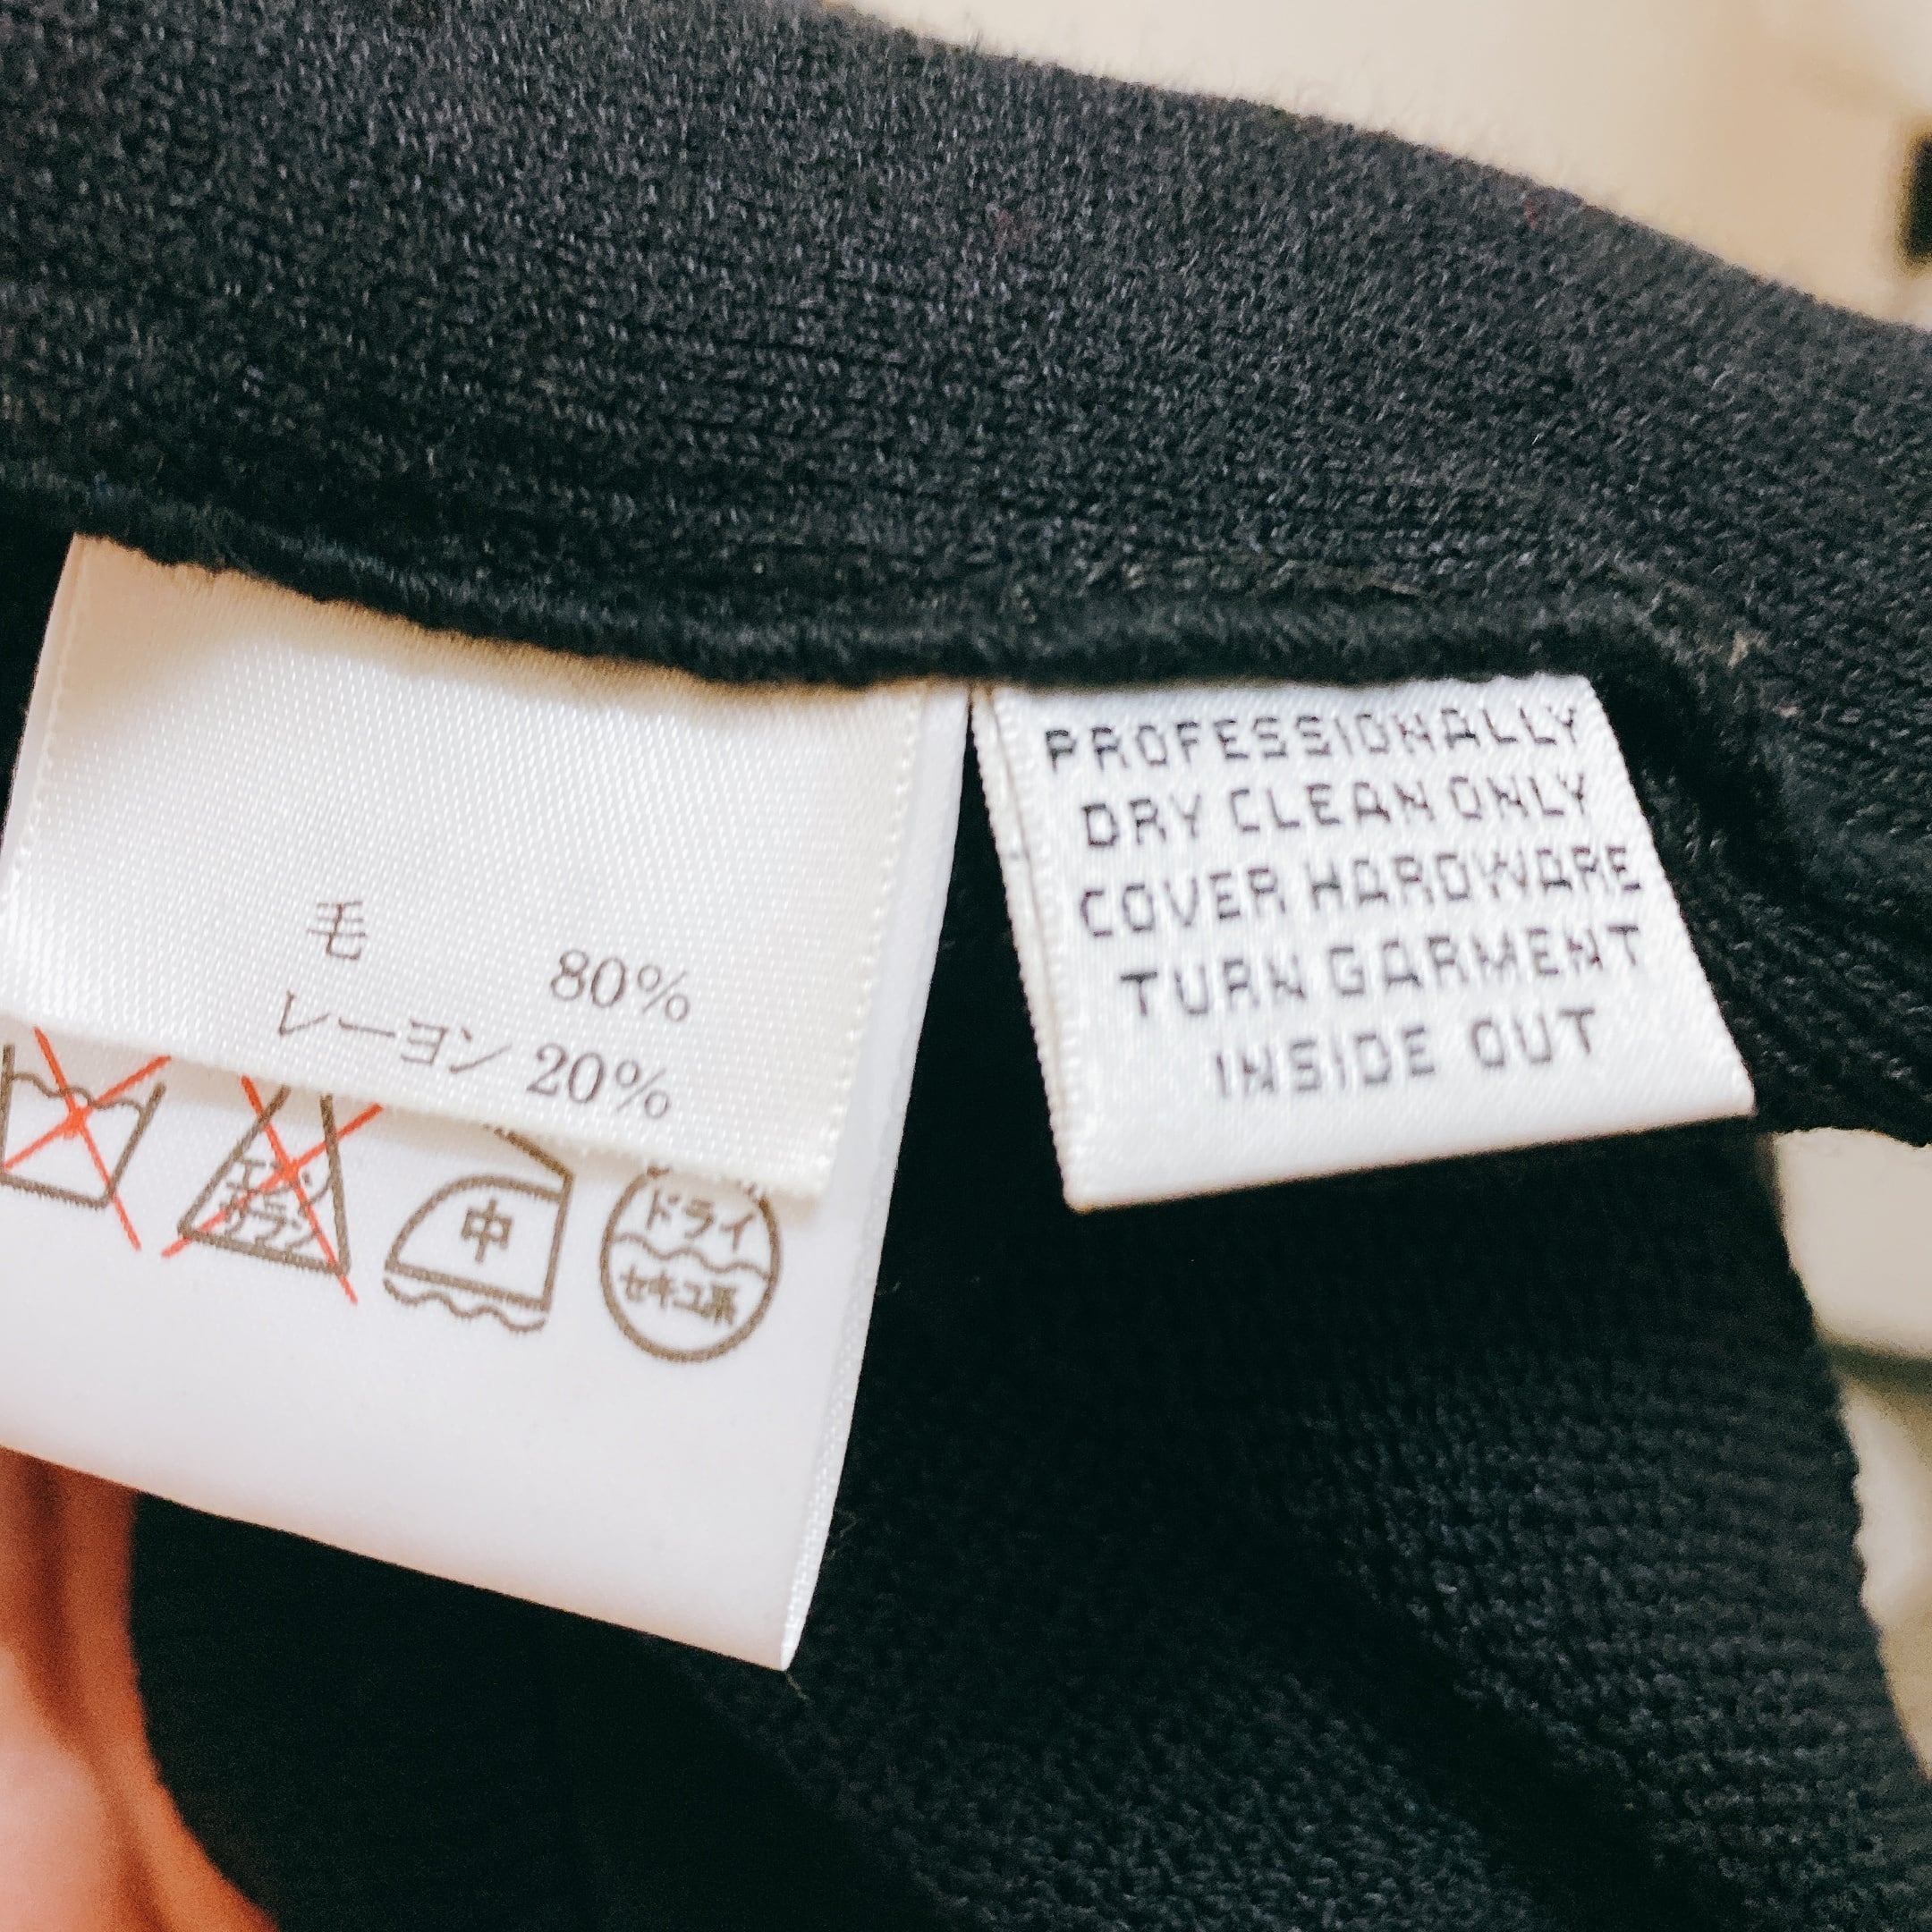 毛 80%
レーヨン 20%
エンソ
サラシ
中
ドライ
セキユ系
PROFESSIONALLY
DRY CLEAN ONLY
COVER HARDWARE
TURN GARMENT
INSIDE OUT